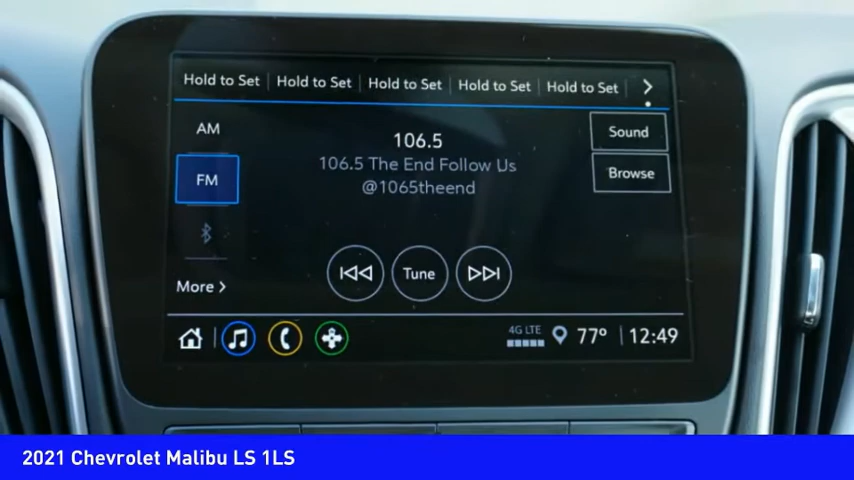 Hold to Set Hold to Set Hold to Set Hold to Set Hold to Set
AM
106.5
Sound
FM
106.5 The End Follow Us
@1065theend
Browse
Tune
More
4G LTE
77° 12:49
2021 Chevrolet Malibu LS 1LS